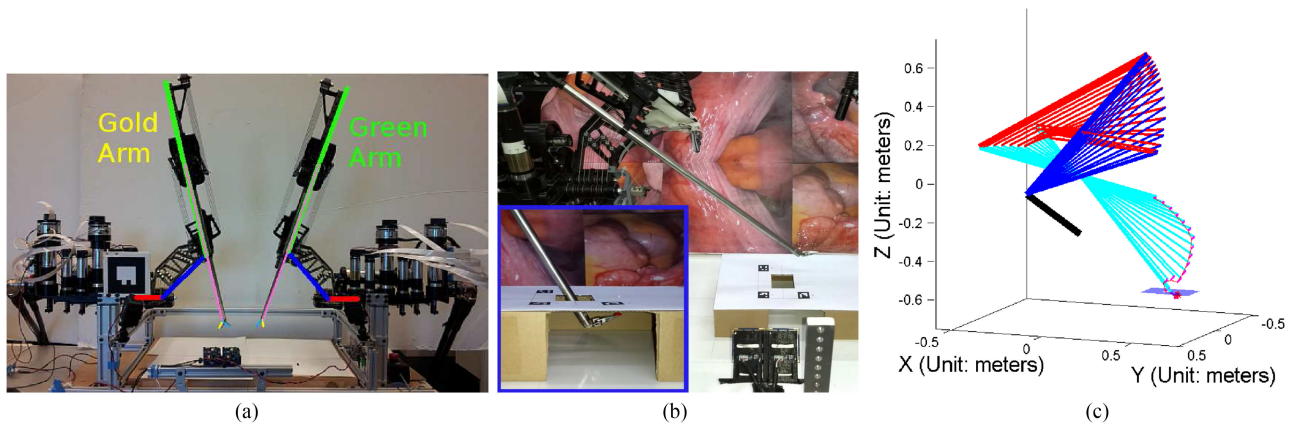 Gold
Arm
Green
Arm
0.6
0.4
0.2
0
-0.2
-0.4
-0.6
Z (Unit: meters)
-0.5
0
0.5
X (Unit: meters)
-0.5
0
0.5
Y (Unit: meters)
(a)
(b)
(c)